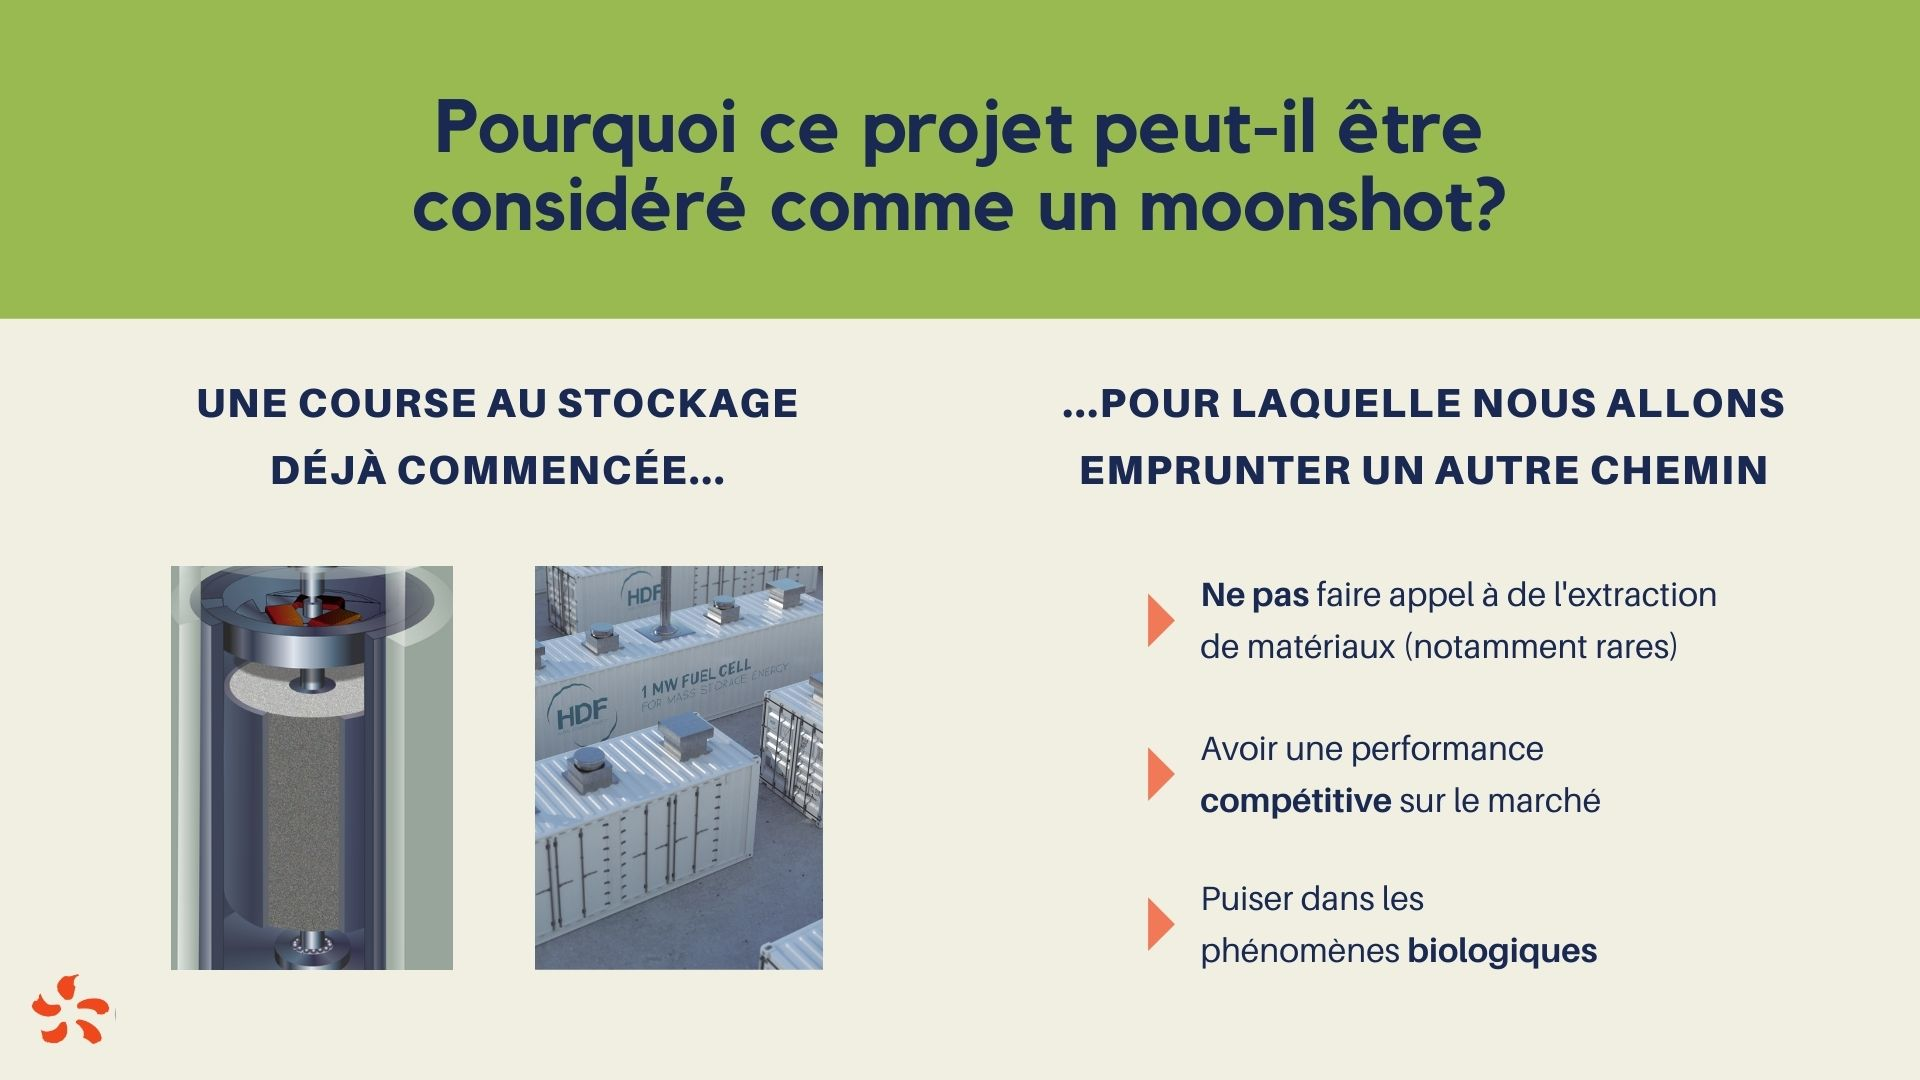 Pourquoi ce projet peut-il être
considéré comme un moonshot?
UNE COURSE AU STOCKAGE
DÉJÀ COMMENCÉE...
HDF
1 MW FUEL CELL
FOR MASS STORAGE ENERGY
HDF
...POUR LAQUELLE NOUS ALLONS
EMPRUNTER UN AUTRE CHEMIN
Ne pas faire appel à de l'extraction
de matériaux (notamment rares)
Avoir une performance
compétitive sur le marché
Puiser dans les
phénomènes biologiques